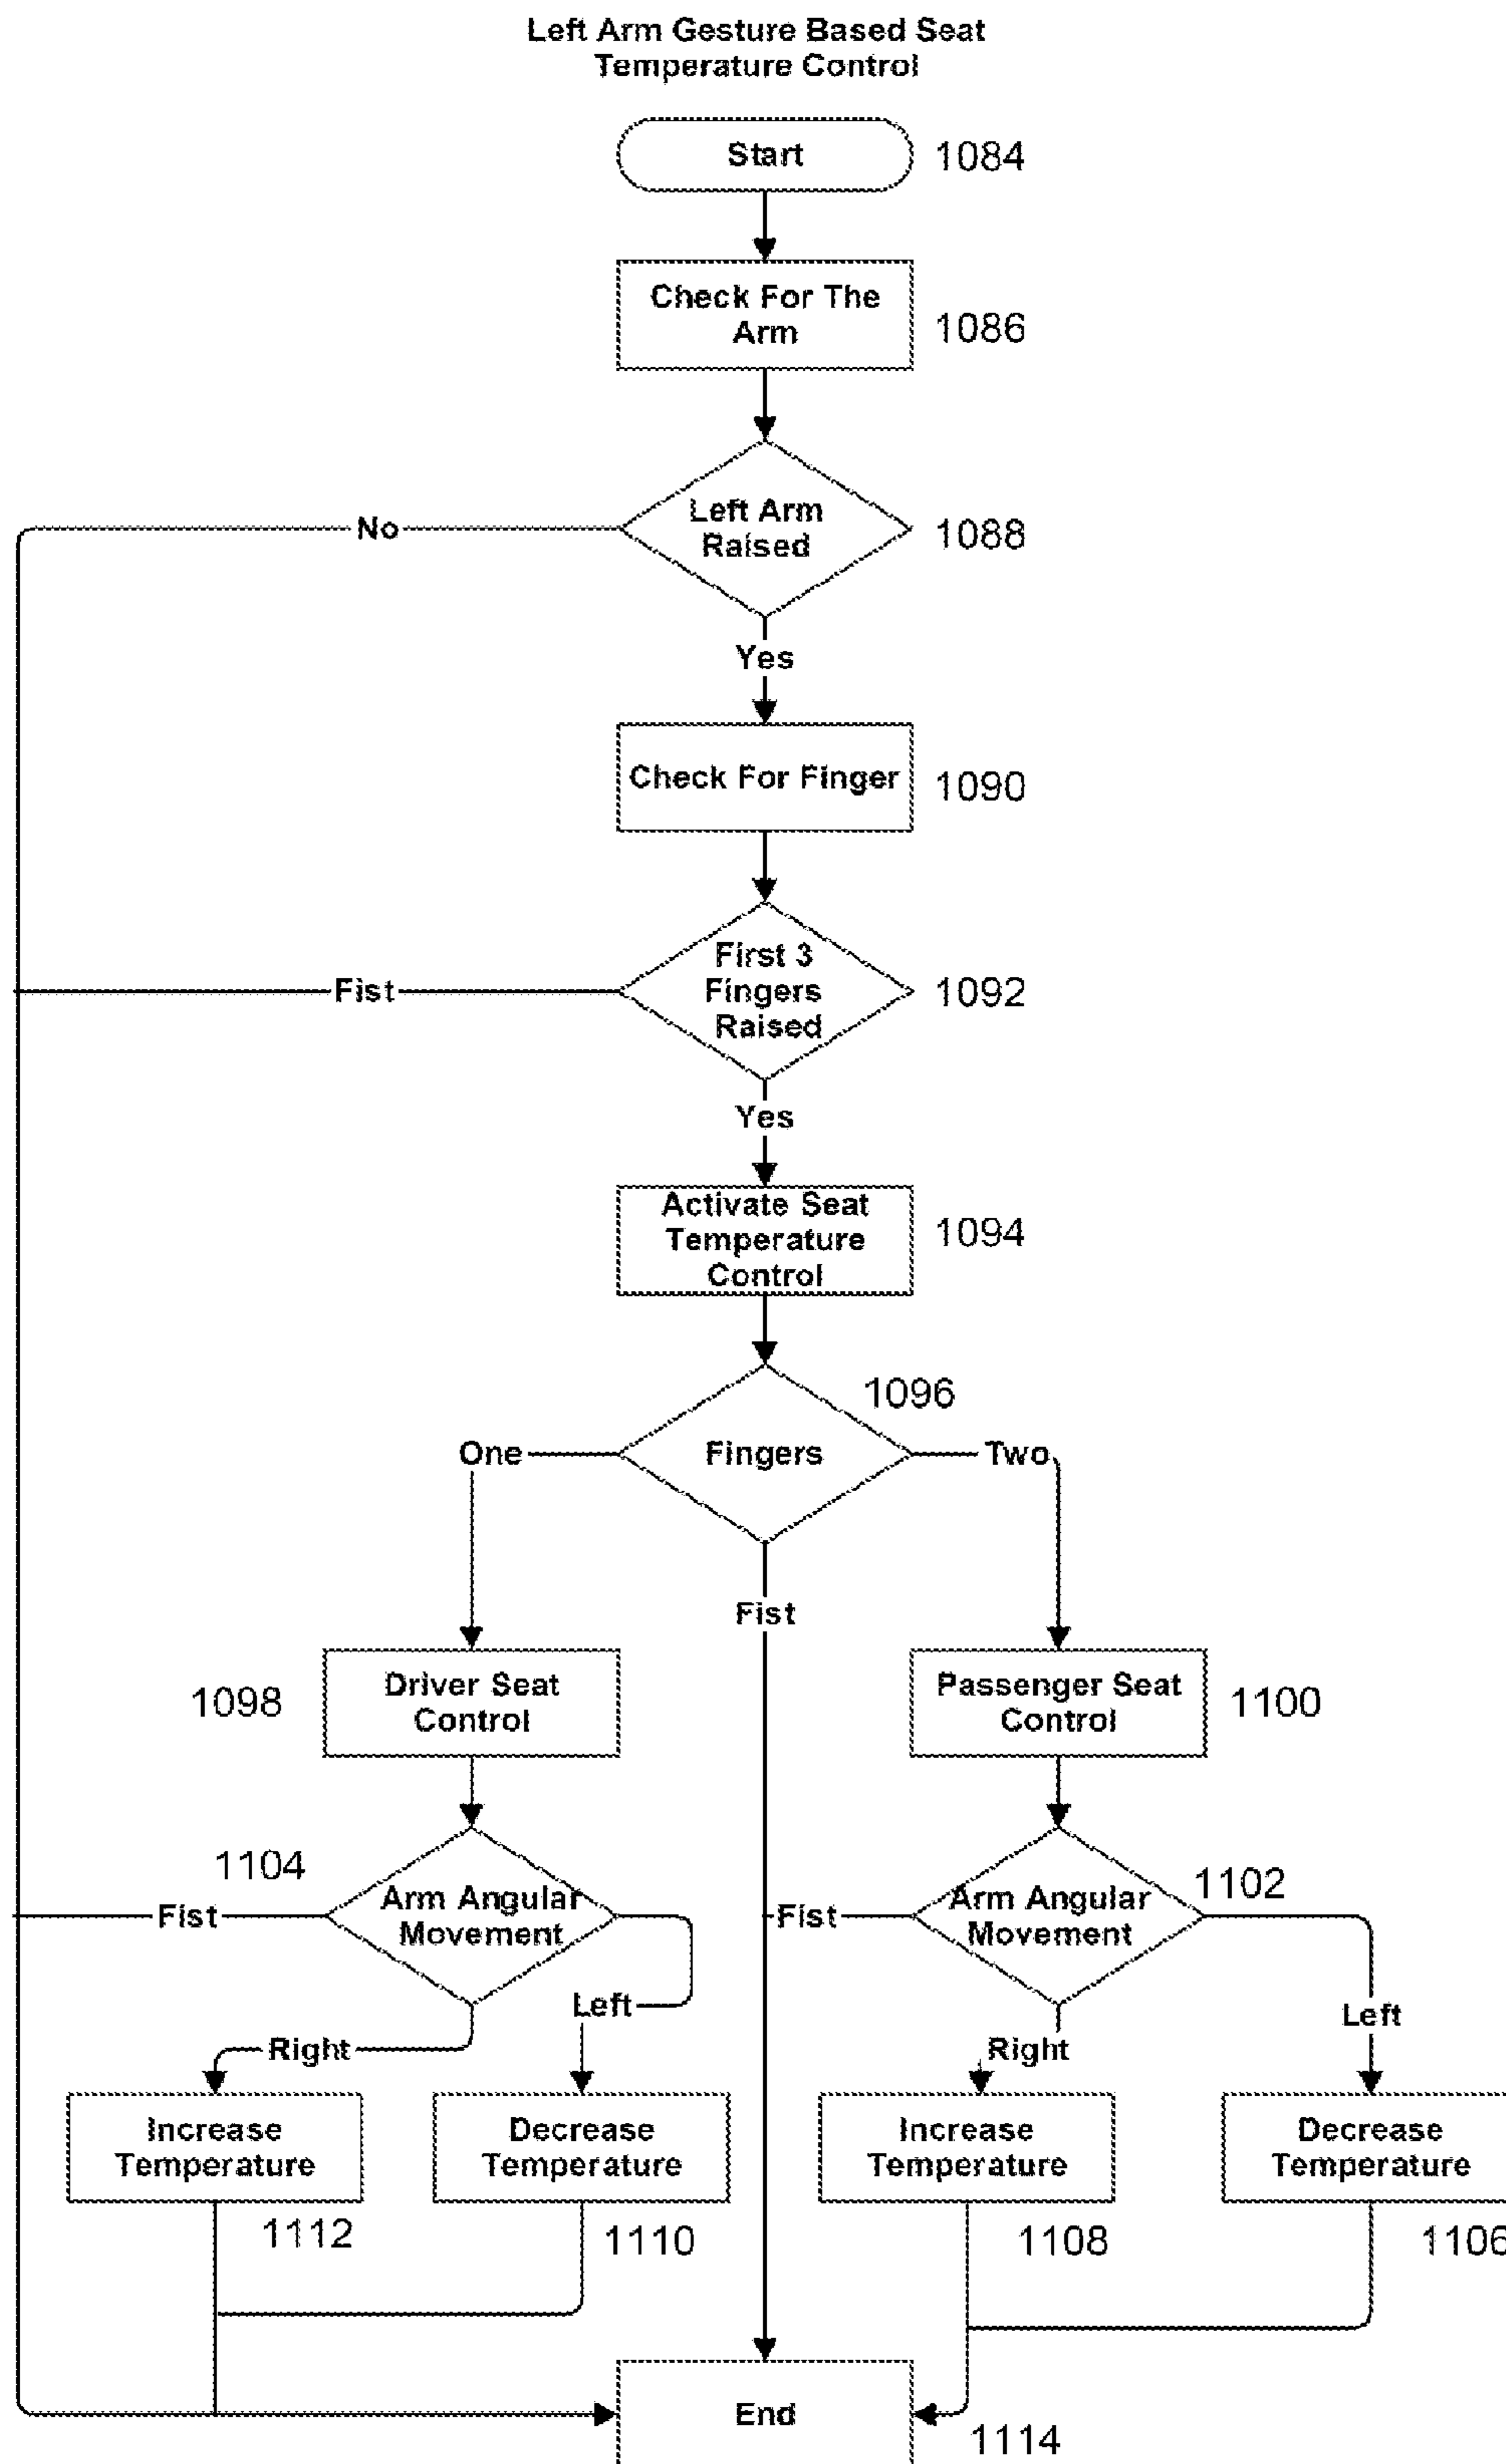 Left Arm Gesture Based Seat
Temperature Control
Start
1084
Check For The
Arm
1086
Left Arm
Raised
1088
No
Yes
Check For Finger
1090
First 3
Fingers
Raised
1092
Fist
Yes
Activate Seat
Temperature
Control
1094
1096
One
Fingers
Two
Fist
1098
Driver Seat
Control
Passenger Seat
Control
1100
1104
Fist
Arm Angular
Movement
Fist
Arm Angular
Movement
1102
Left
Left
Right
Right
Increase
Temperature
Decrease
Temperature
Increase
Temperature
Decrease
Temperature
1112
1110
1108
1106
End
1114